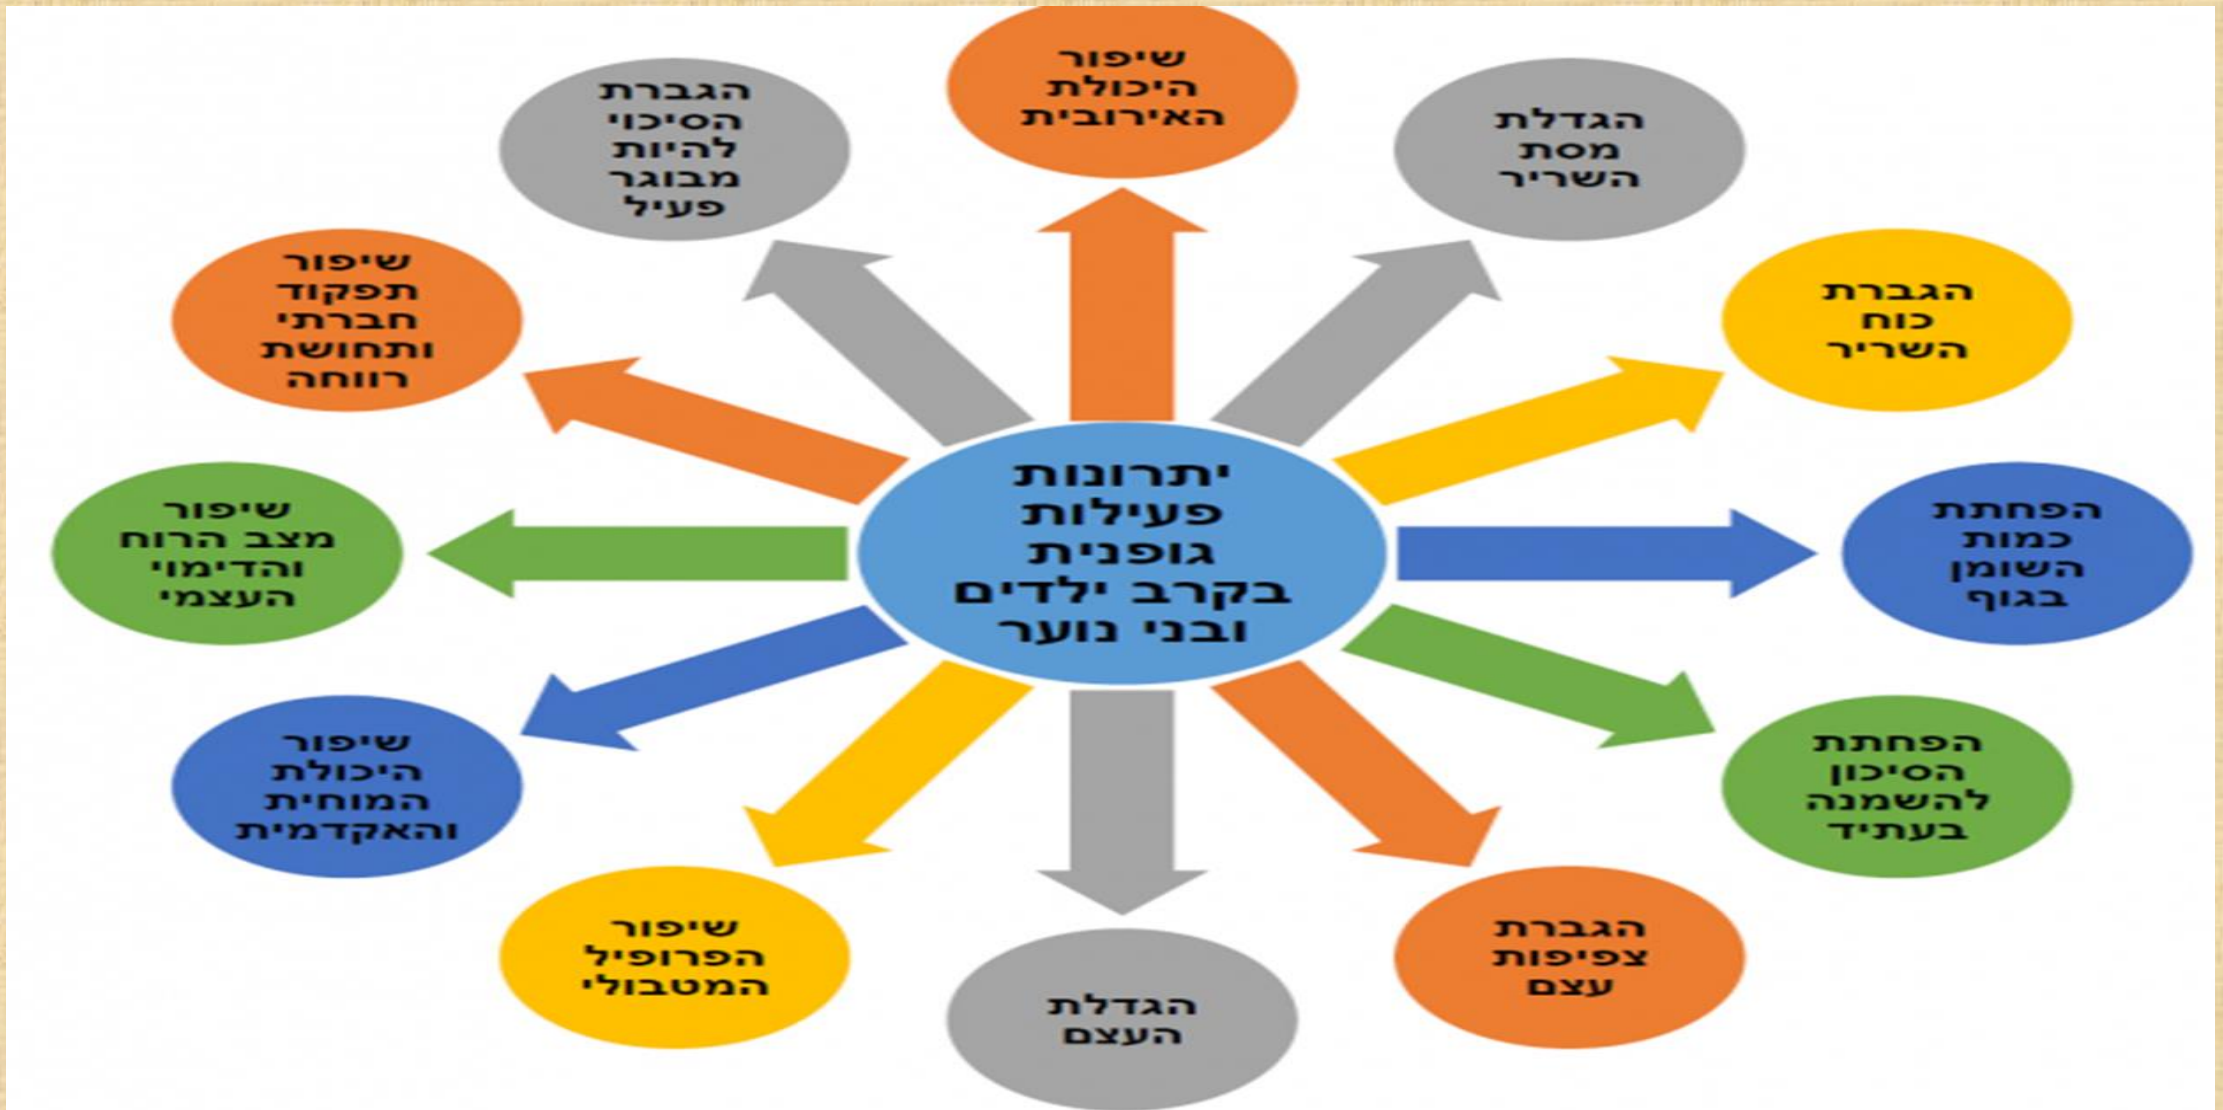 יתרונות
פעילות
גופנית
בקרב ילדים
ובני נוער
שיפור
היכולת
האירובית
הגדלת
מסת
השריר
הגברת
כוח
השריר
הפחתת
כמות
השומן
בגוף
הפחתת
הסיכון
להשמנה
בעתיד
הגברת
צפיפות
עצם
הגדלת
העצם
שיפור
הפרופיל
המטבולי
שיפור
היכולת
המוחית
והאקדמית
שיפור
מצב הרוח
והדימוי
העצמי
שיפור
תפקוד
חברתי
ותחושת
רווחה
הגברת
הסיכוי
להיות
מבוגר
פעיל